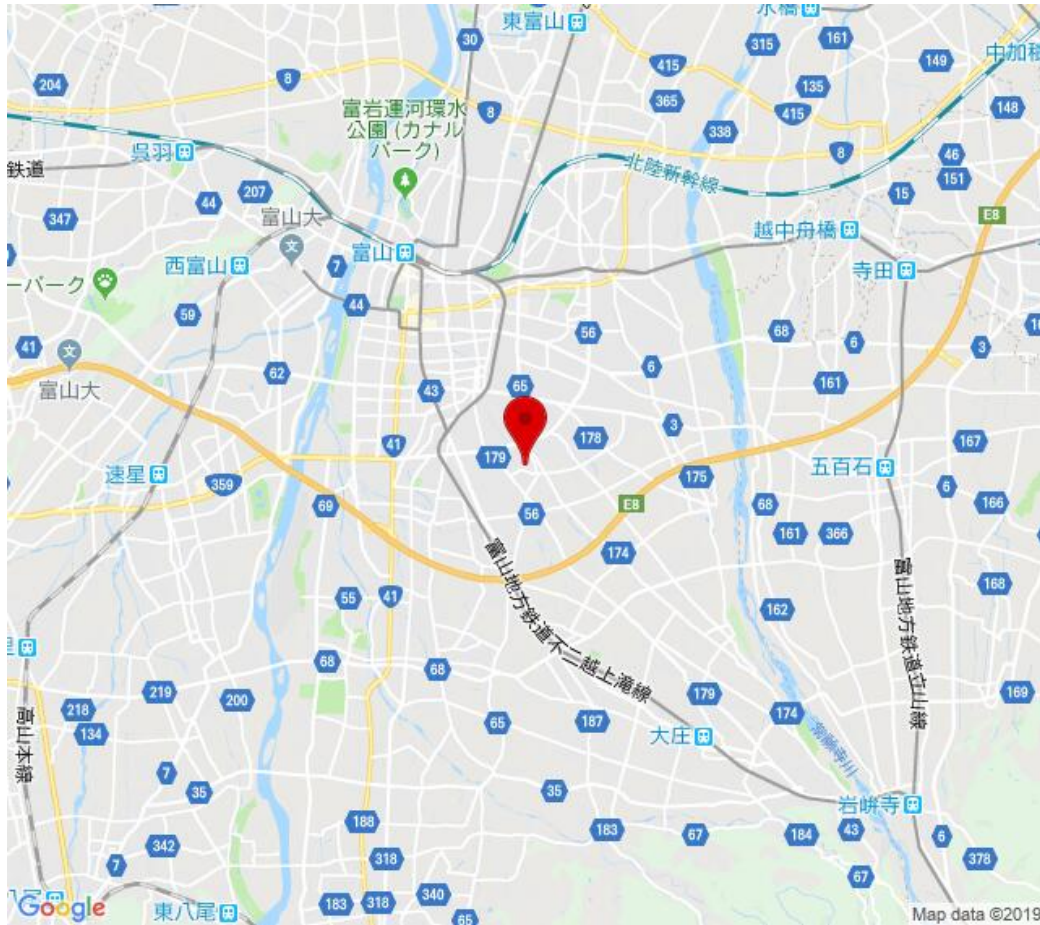 東富山
水橋
30
415
315
161
149
中加積
204
8
365
135
148
富岩運河環水
公園 (カナル
パーク)
8
415
338
呉羽
北陸新幹線
8
46
鉄道
207
151
44
15
347
富山大
E8
富山
越中舟橋
西富山
7
寺田
ーパーク
44
59
56
68
6
3
41
6
富山大
62
65
161
43
3
178
41
167
179
速星
五百石
175
359
6
69
E8
68
166
56
161
366
174
富山地方鉄道不二越上滝線
富山地方鉄道立山線
55
41
168
162
68
68
219
200
179
169
218
65
187
174
134
大庄
高山本線
常願寺川
7
35
35
岩峅寺
188
183
67
184
43
6
342
7
318
378
340
67
183
318
65
東八尾
Google
Map data ©2019